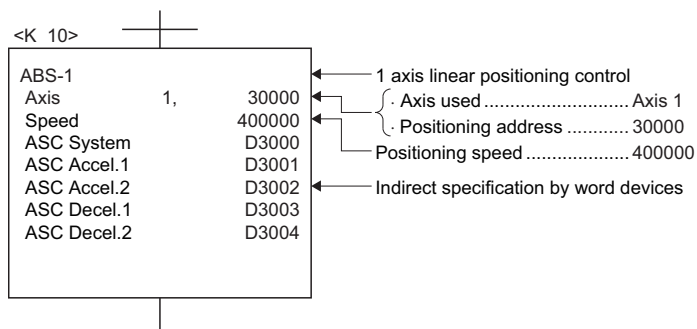 <K 10>
ABS-1
Axis 1, 30000
Speed 400000
ASC System D3000
ASC Accel.1 D3001
ASC Accel.2 D3002
ASC Decel.1 D3003
ASC Decel.2 D3004
1 axis linear positioning control
· Axis used ............................. Axis 1
· Positioning address ............ 30000
Positioning speed ..................... 400000
Indirect specification by word devices